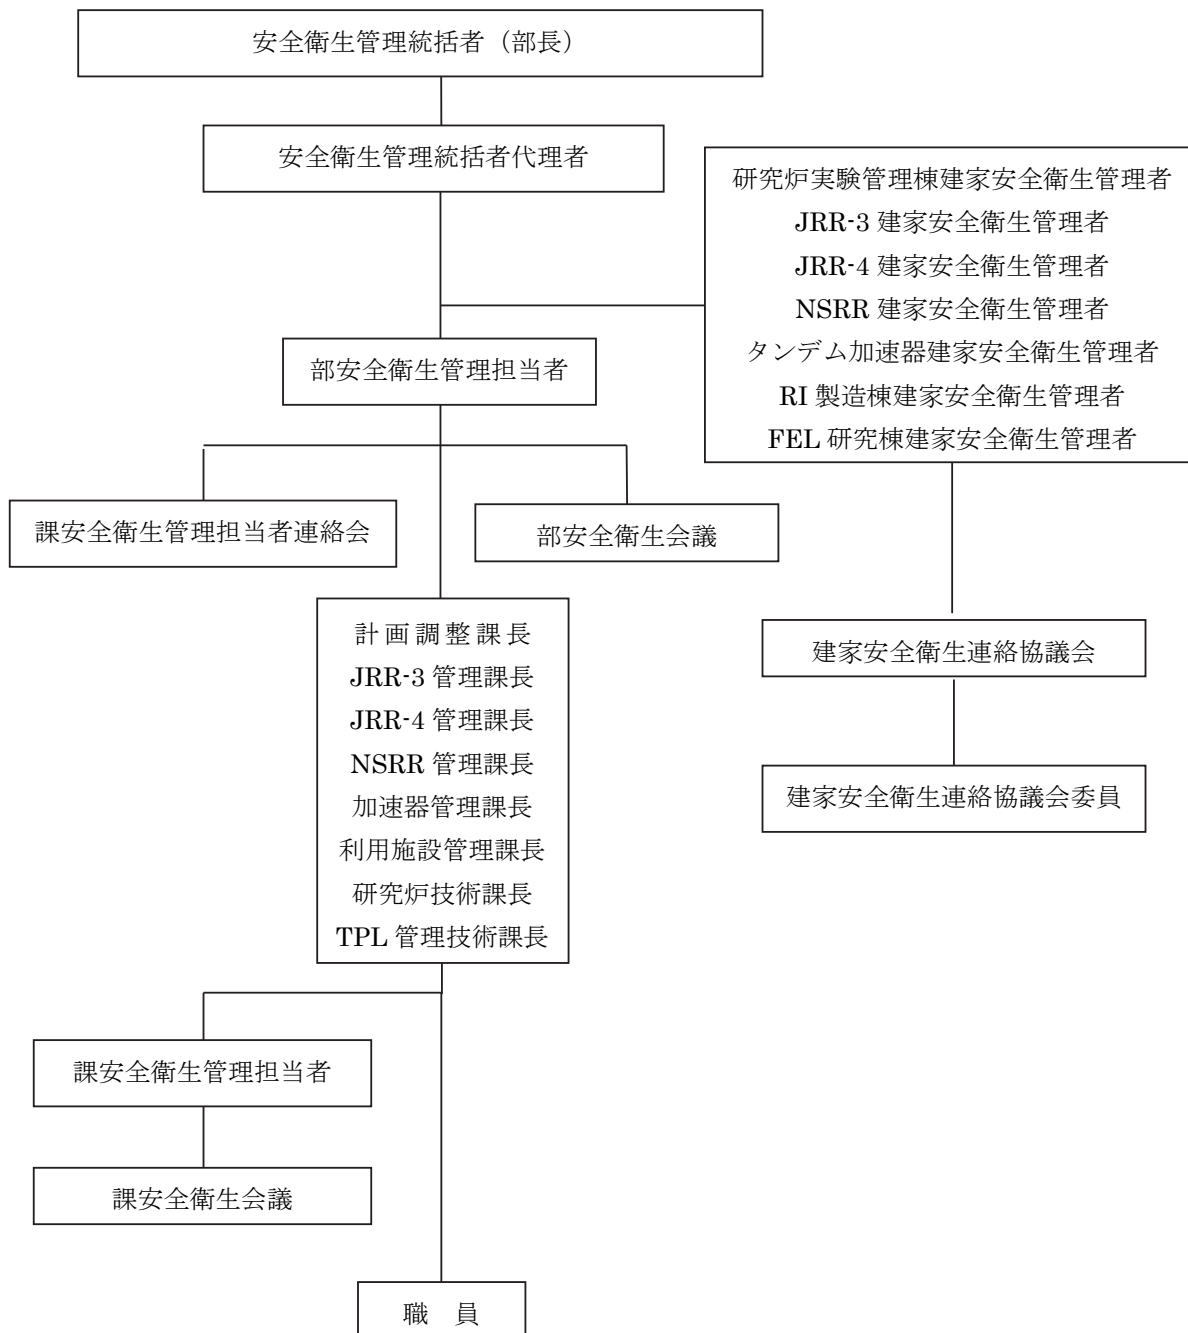 安全衛生管理統括者（部長）
安全衛生管理統括者代理者
研究炉実験管理棟建家安全衛生管理者
JRR-3 建家安全衛生管理者
JRR-4 建家安全衛生管理者
NSRR 建家安全衛生管理者
タンデム加速器建家安全衛生管理者
RI 製造棟建家安全衛生管理者
FEL 研究棟建家安全衛生管理者
部安全衛生管理担当者
課安全衛生管理担当者連絡会
部安全衛生会議
計画調整課長
JRR-3 管理課長
JRR-4 管理課長
NSRR 管理課長
加速器管理課長
利用施設管理課長
研究炉技術課長
TPL 管理技術課長
建家安全衛生連絡協議会
建家安全衛生連絡協議会委員
課安全衛生管理担当者
課安全衛生会議
職　員